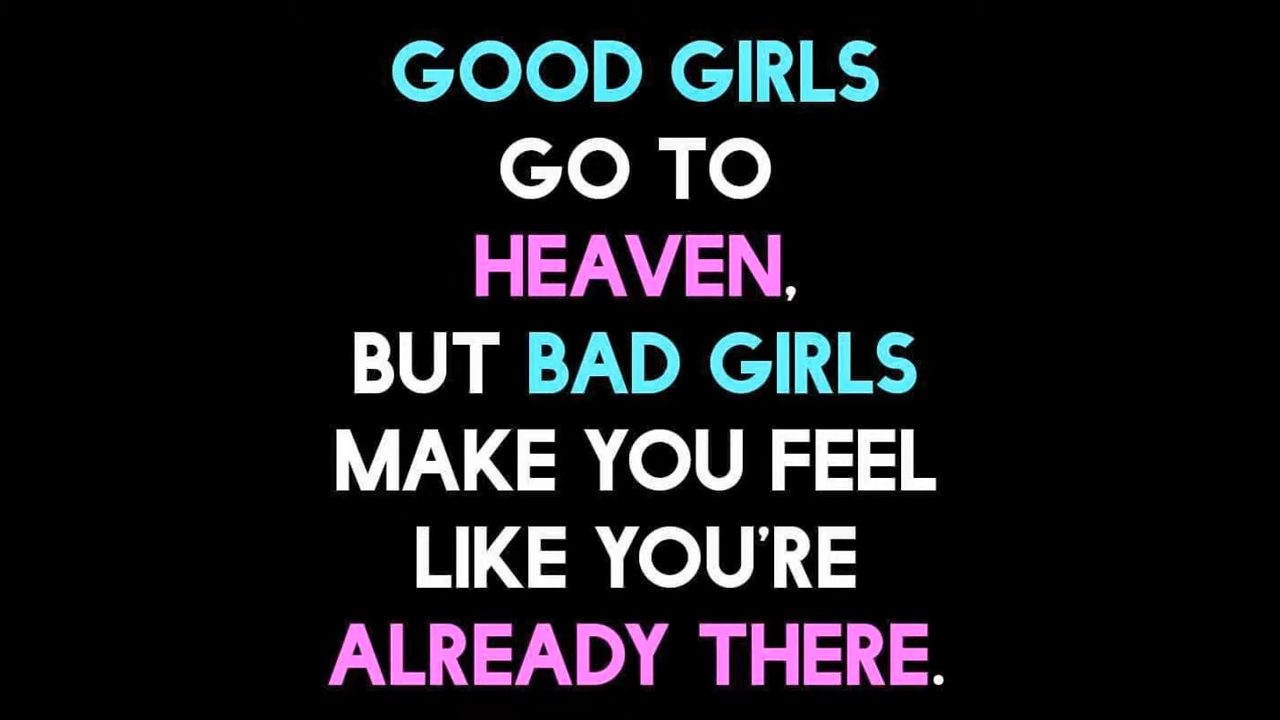 GOOD GIRLS
GO TO
HEAVEN,
BUT BAD GIRLS
MAKE YOU FEEL
LIKE YOU'RE
ALREADY THERE.